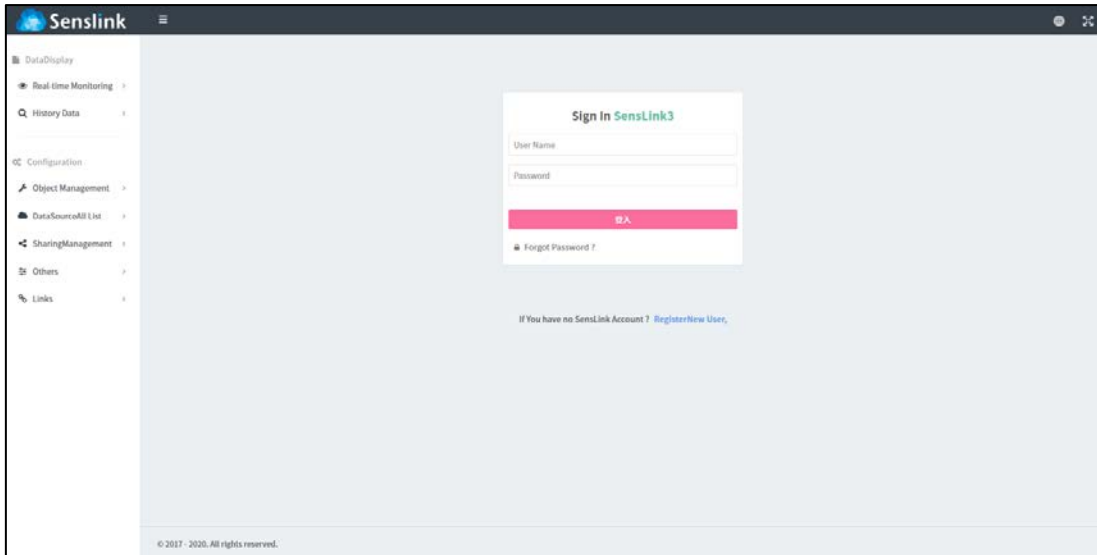 Senslink
DataDisplay
Real-time Monitoring
History Data
Configuration
Object Management
DataSourceAll List
SharingManagement
Others
Links
Sign In SensLink3
User Name
Password
登入
Forgot Password ?
If You have no SensLink Account ? RegisterNew User,
© 2017 - 2020. All rights reserved.